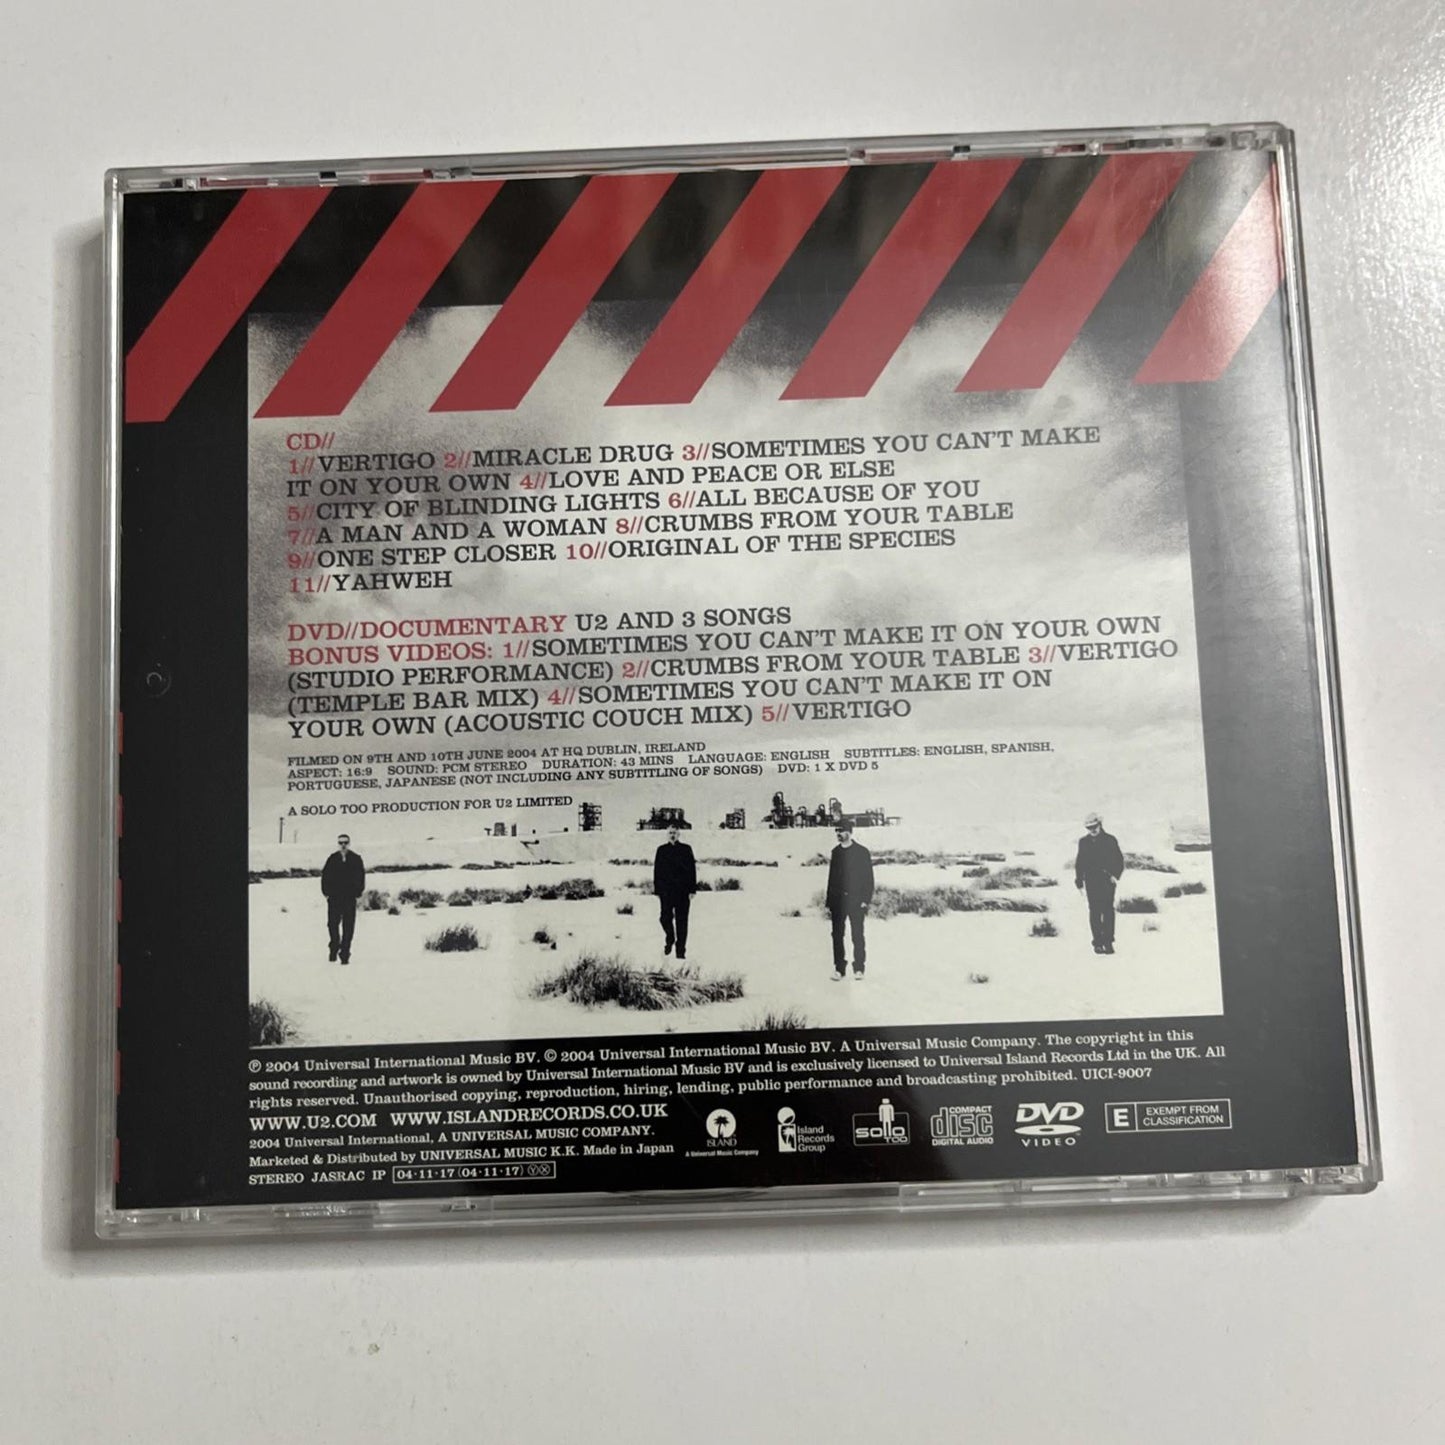 CD//
1//VERTIGO 2//MIRACLE DRUG 3//SOMETIMES YOU CAN'T MAKE
IT ON YOUR OWN 4//LOVE AND PEACE OR ELSE
5//CITY OF BLINDING LIGHTS 6//ALL BECAUSE OF YOU
7//A MAN AND A WOMAN 8//CRUMBS FROM YOUR TABLE
9//ONE STEP CLOSER 10//ORIGINAL OF THE SPECIES
11//YAHWEH
DVD//DOCUMENTARY U2 AND 3 SONGS
BONUS VIDEOS: 1//SOMETIMES YOU CAN'T MAKE IT ON YOUR OWN
(STUDIO PERFORMANCE) 2//CRUMBS FROM YOUR TABLE 3//VERTIGO
(TEMPLE BAR MIX) 4//SOMETIMES YOU CAN'T MAKE IT ON
YOUR OWN (ACOUSTIC COUCH MIX) 5//VERTIGO
FILMED ON 9TH AND 10TH JUNE 2004 AT HQ DUBLIN, IRELAND
ASPECT: 16:9 SOUND: PCM STEREO DURATION: 43 MINS LANGUAGE: ENGLISH SUBTITLES: ENGLISH, SPANISH,
PORTUGUESE, JAPANESE (NOT INCLUDING ANY SUBTITLING OF SONGS) DVD: 1 X DVD 5
A SOLO TOO PRODUCTION FOR U2 LIMITED
℗ 2004 Universal International Music BV. © 2004 Universal International Music BV. A Universal Music Company. The copyright in this
sound recording and artwork is owned by Universal International Music BV and is exclusively licensed to Universal Island Records Ltd in the UK. All
rights reserved. Unauthorised copying, reproduction, hiring, lending, public performance and broadcasting prohibited. UICI-9007
WWW.U2.COM WWW.ISLANDRECORDS.CO.UK
2004 Universal International, A UNIVERSAL MUSIC COMPANY.
Marketed & Distributed by UNIVERSAL MUSIC K.K. Made in Japan
STEREO JASRAC IP 04·11·17 (04·11·17) Ⓨ Ⓧ
ISLAND
A Universal Music Company
Island
Records
Group
solo
TOO
COMPACT
disc
DIGITAL AUDIO
DVD
VIDEO
E EXEMPT FROM
CLASSIFICATION